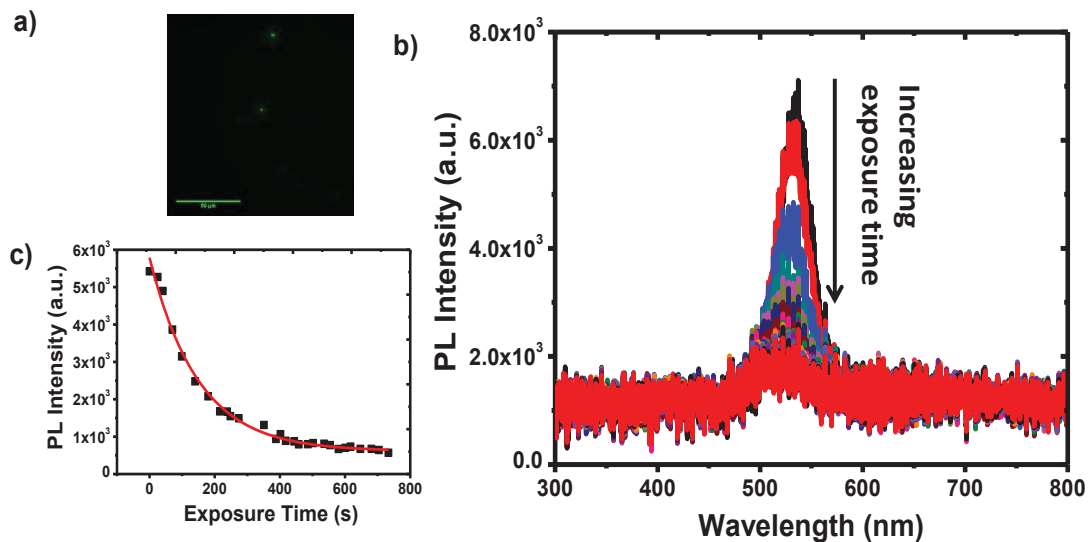 a)
60 µm
b)
8.0x10³
6.0x10³
4.0x10³
2.0x10³
0.0
PL Intensity (a.u.)
Increasing
exposure time
300 400 500 600 700 800
Wavelength (nm)
c)
6x10³
5x10³
4x10³
3x10³
2x10³
1x10³
0
PL Intensity (a.u.)
0 200 400 600 800
Exposure Time (s)